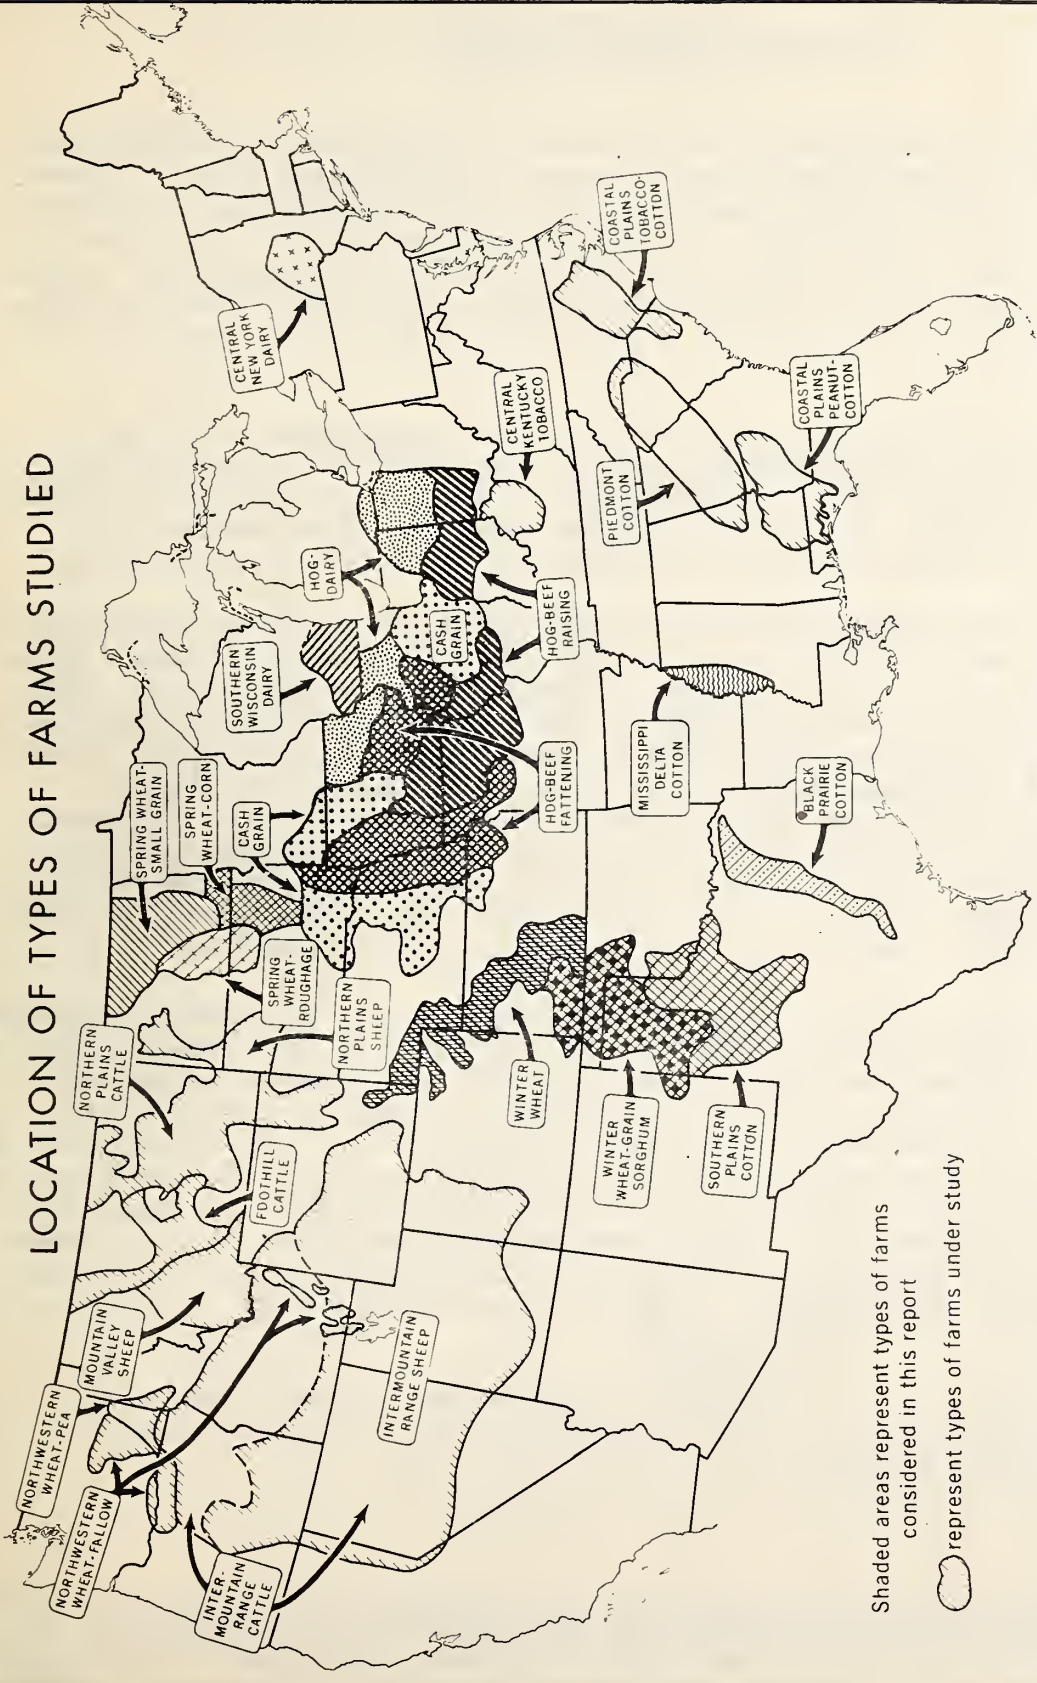 LOCATION OF TYPES OF FARMS STUDIED
NORTHWESTERN
WHEAT-PEA
NORTHWESTERN
WHEAT-FALLOW
MOUNTAIN
VALLEY
SHEEP
INTER-
MOUNTAIN
RANGE
CATTLE
INTERMOUNTAIN
RANGE SHEEP
FOOTHILL
CATTLE
NORTHERN
PLAINS
CATTLE
NORTHERN
PLAINS
SHEEP
SPRING
WHEAT-
ROUGHAGE
SPRING WHEAT-
SMALL GRAIN
SPRING
WHEAT-CORN
CASH
GRAIN
SOUTHERN
WISCONSIN
DAIRY
HOG-
DAIRY
CASH
GRAIN
HOG-BEEF
RAISING
HOG-BEEF
FATTENING
CENTRAL
NEW YORK
DAIRY
CENTRAL
KENTUCKY
TOBACCO
COASTAL
PLAINS
TOBACCO-
COTTON
PIEDMONT
COTTON
COASTAL
PLAINS
PEANUT-
COTTON
MISSISSIPPI
DELTA
COTTON
BLACK
PRAIRIE
COTTON
WINTER
WHEAT
WINTER
WHEAT-GRAIN
SORGHUM
SOUTHERN
PLAINS
COTTON
Shaded areas represent types of farms
considered in this report
represent types of farms under study